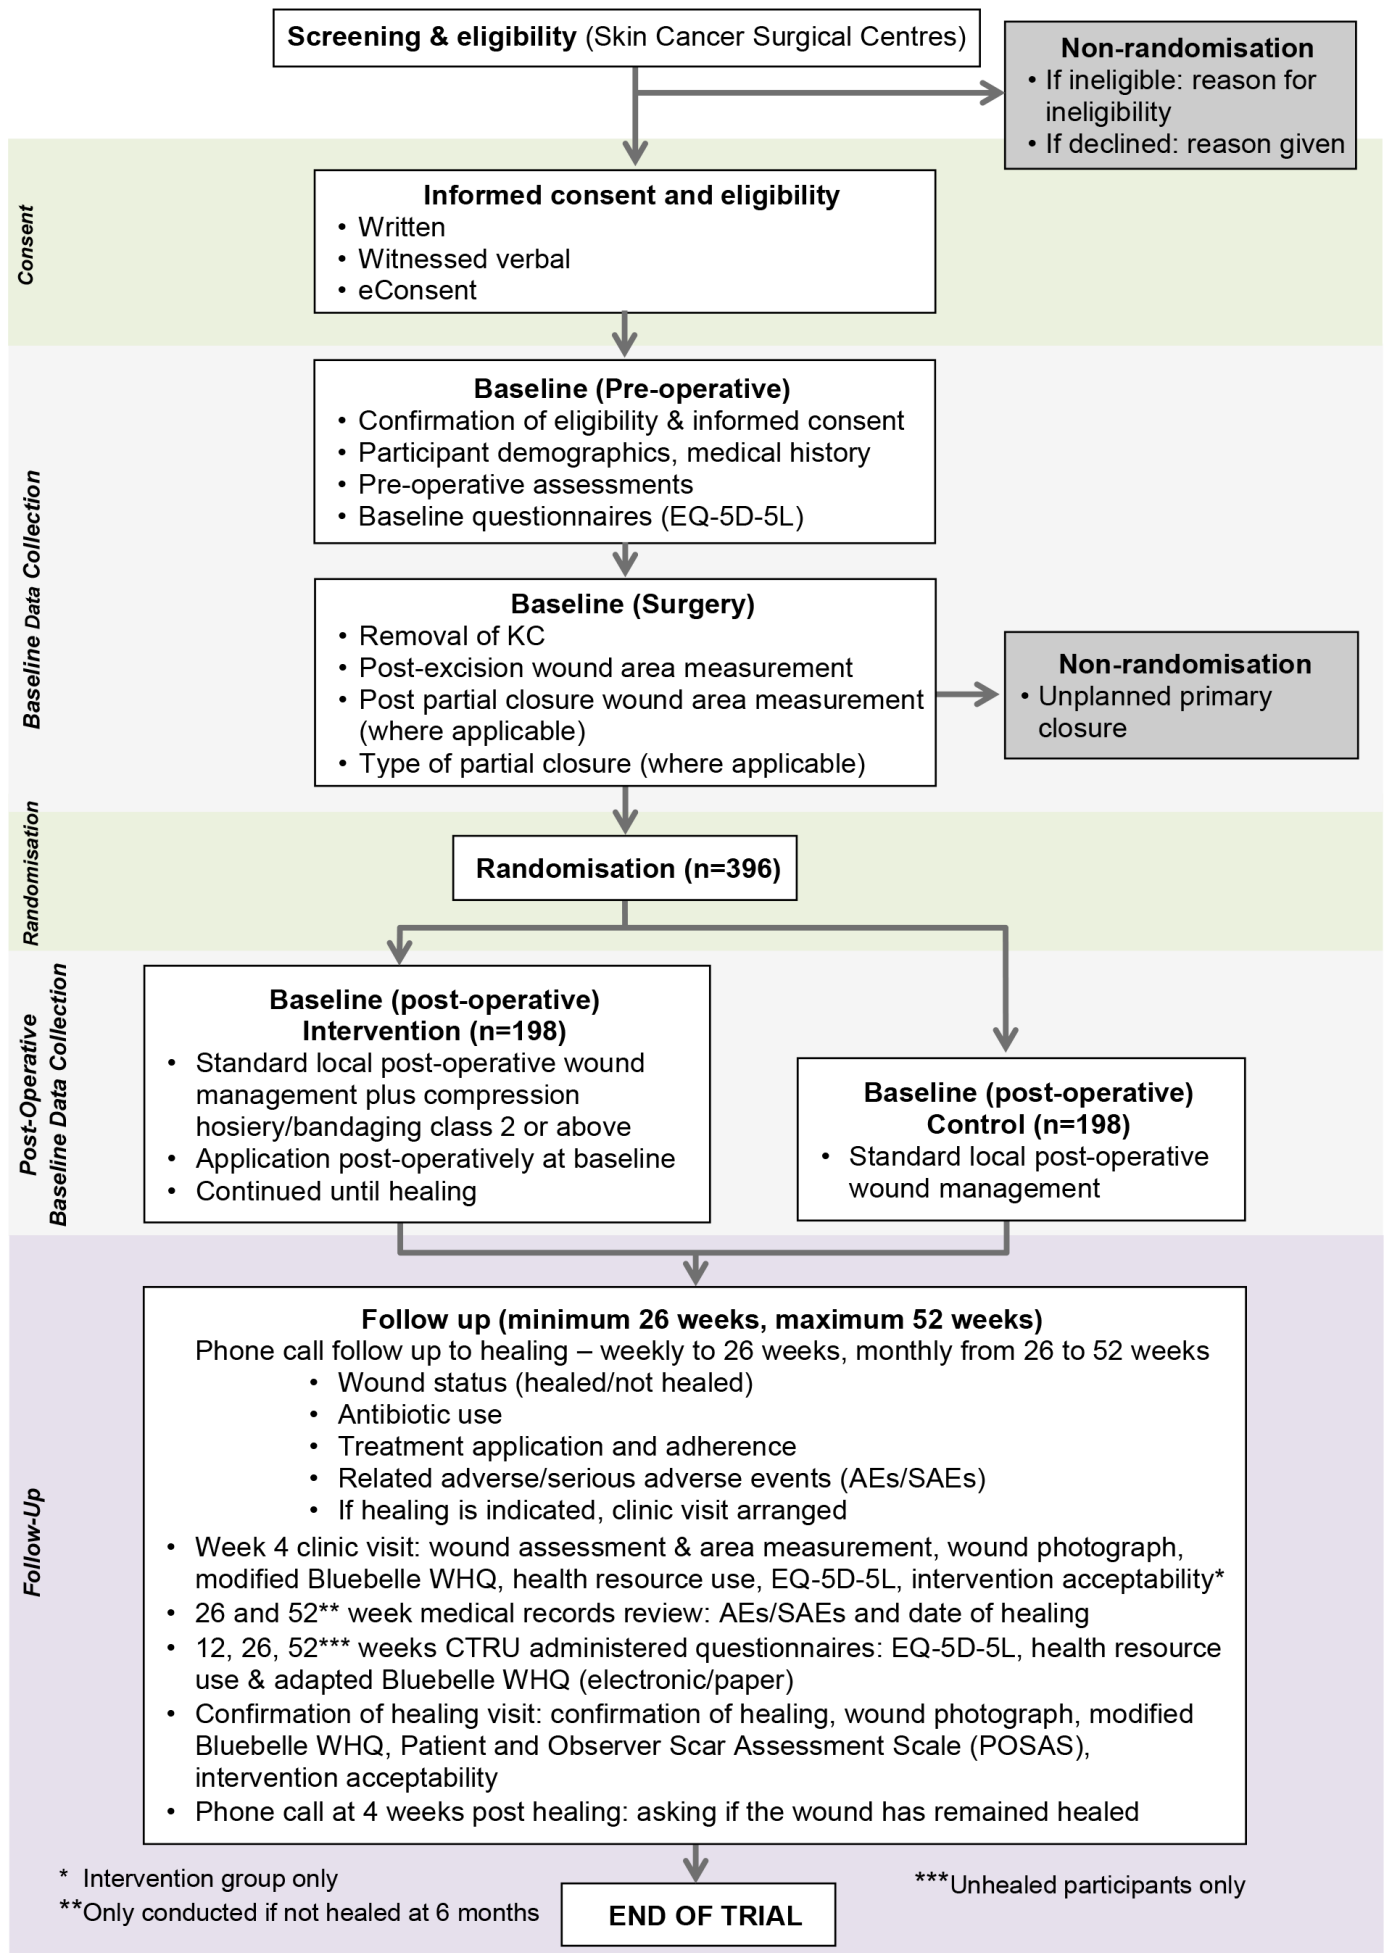 Screening & eligibility (Skin Cancer Surgical Centres)
Non-randomisation
• If ineligible: reason for
ineligibility
• If declined: reason given
Consent
Informed consent and eligibility
• Written
• Witnessed verbal
• eConsent
Baseline Data Collection
Baseline (Pre-operative)
• Confirmation of eligibility & informed consent
• Participant demographics, medical history
• Pre-operative assessments
• Baseline questionnaires (EQ-5D-5L)
Baseline (Surgery)
• Removal of KC
• Post-excision wound area measurement
• Post partial closure wound area measurement
(where applicable)
• Type of partial closure (where applicable)
Non-randomisation
• Unplanned primary
closure
Randomisation
Randomisation (n=396)
Post-Operative
Baseline Data Collection
Baseline (post-operative)
Intervention (n=198)
• Standard local post-operative wound
management plus compression
hosiery/bandaging class 2 or above
• Application post-operatively at baseline
• Continued until healing
Baseline (post-operative)
Control (n=198)
• Standard local post-operative
wound management
Follow-Up
Follow up (minimum 26 weeks, maximum 52 weeks)
Phone call follow up to healing – weekly to 26 weeks, monthly from 26 to 52 weeks
• Wound status (healed/not healed)
• Antibiotic use
• Treatment application and adherence
• Related adverse/serious adverse events (AEs/SAEs)
• If healing is indicated, clinic visit arranged
• Week 4 clinic visit: wound assessment & area measurement, wound photograph,
modified Bluebelle WHQ, health resource use, EQ-5D-5L, intervention acceptability*
• 26 and 52** week medical records review: AEs/SAEs and date of healing
• 12, 26, 52*** weeks CTRU administered questionnaires: EQ-5D-5L, health resource
use & adapted Bluebelle WHQ (electronic/paper)
• Confirmation of healing visit: confirmation of healing, wound photograph, modified
Bluebelle WHQ, Patient and Observer Scar Assessment Scale (POSAS),
intervention acceptability
• Phone call at 4 weeks post healing: asking if the wound has remained healed
* Intervention group only
**Only conducted if not healed at 6 months
***Unhealed participants only
END OF TRIAL